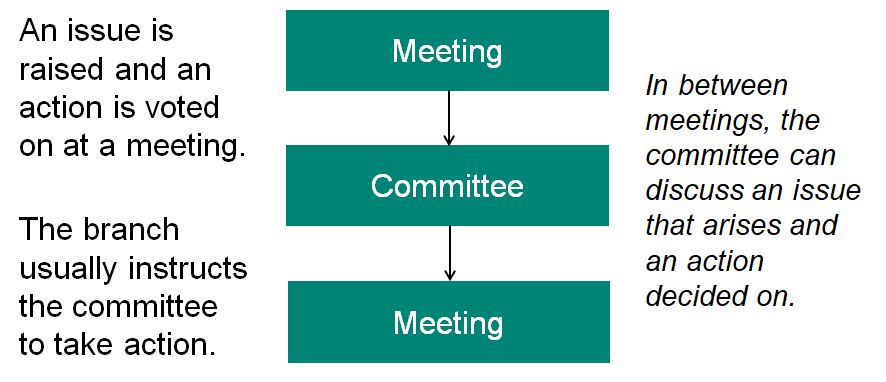 An issue is
raised and an
action is voted
on at a meeting.
The branch
usually instructs
the committee
to take action.
Meeting
Committee
Meeting
In between
meetings, the
committee can
discuss an issue
that arises and
an action
decided on.